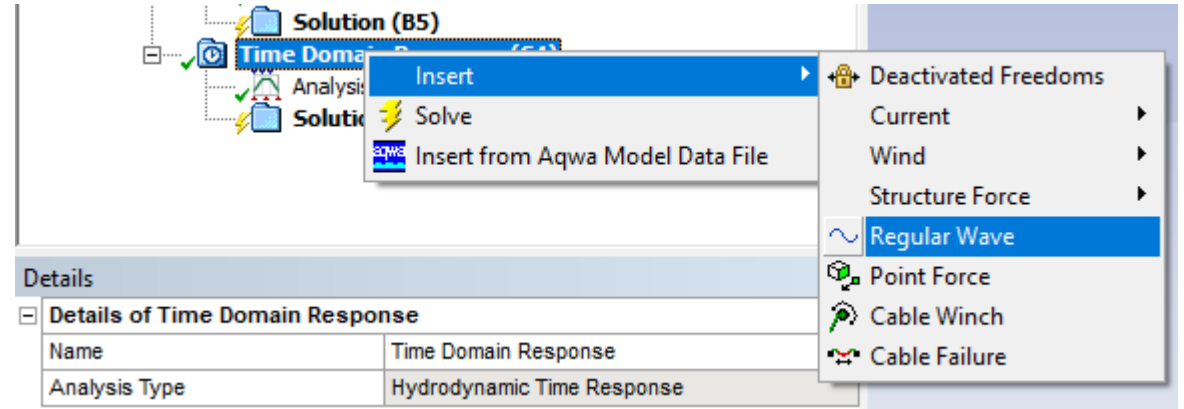 Solution (B5)
Time Domain Response (C4)
Insert
Deactivated Freedoms
Analysis
Current
Solutio
Solve
Wind
aqwa
Insert from Aqwa Model Data File
Structure Force
Regular Wave
Details
Point Force
Details of Time Domain Response
Cable Winch
Name
Time Domain Response
Cable Failure
Analysis Type
Hydrodynamic Time Response